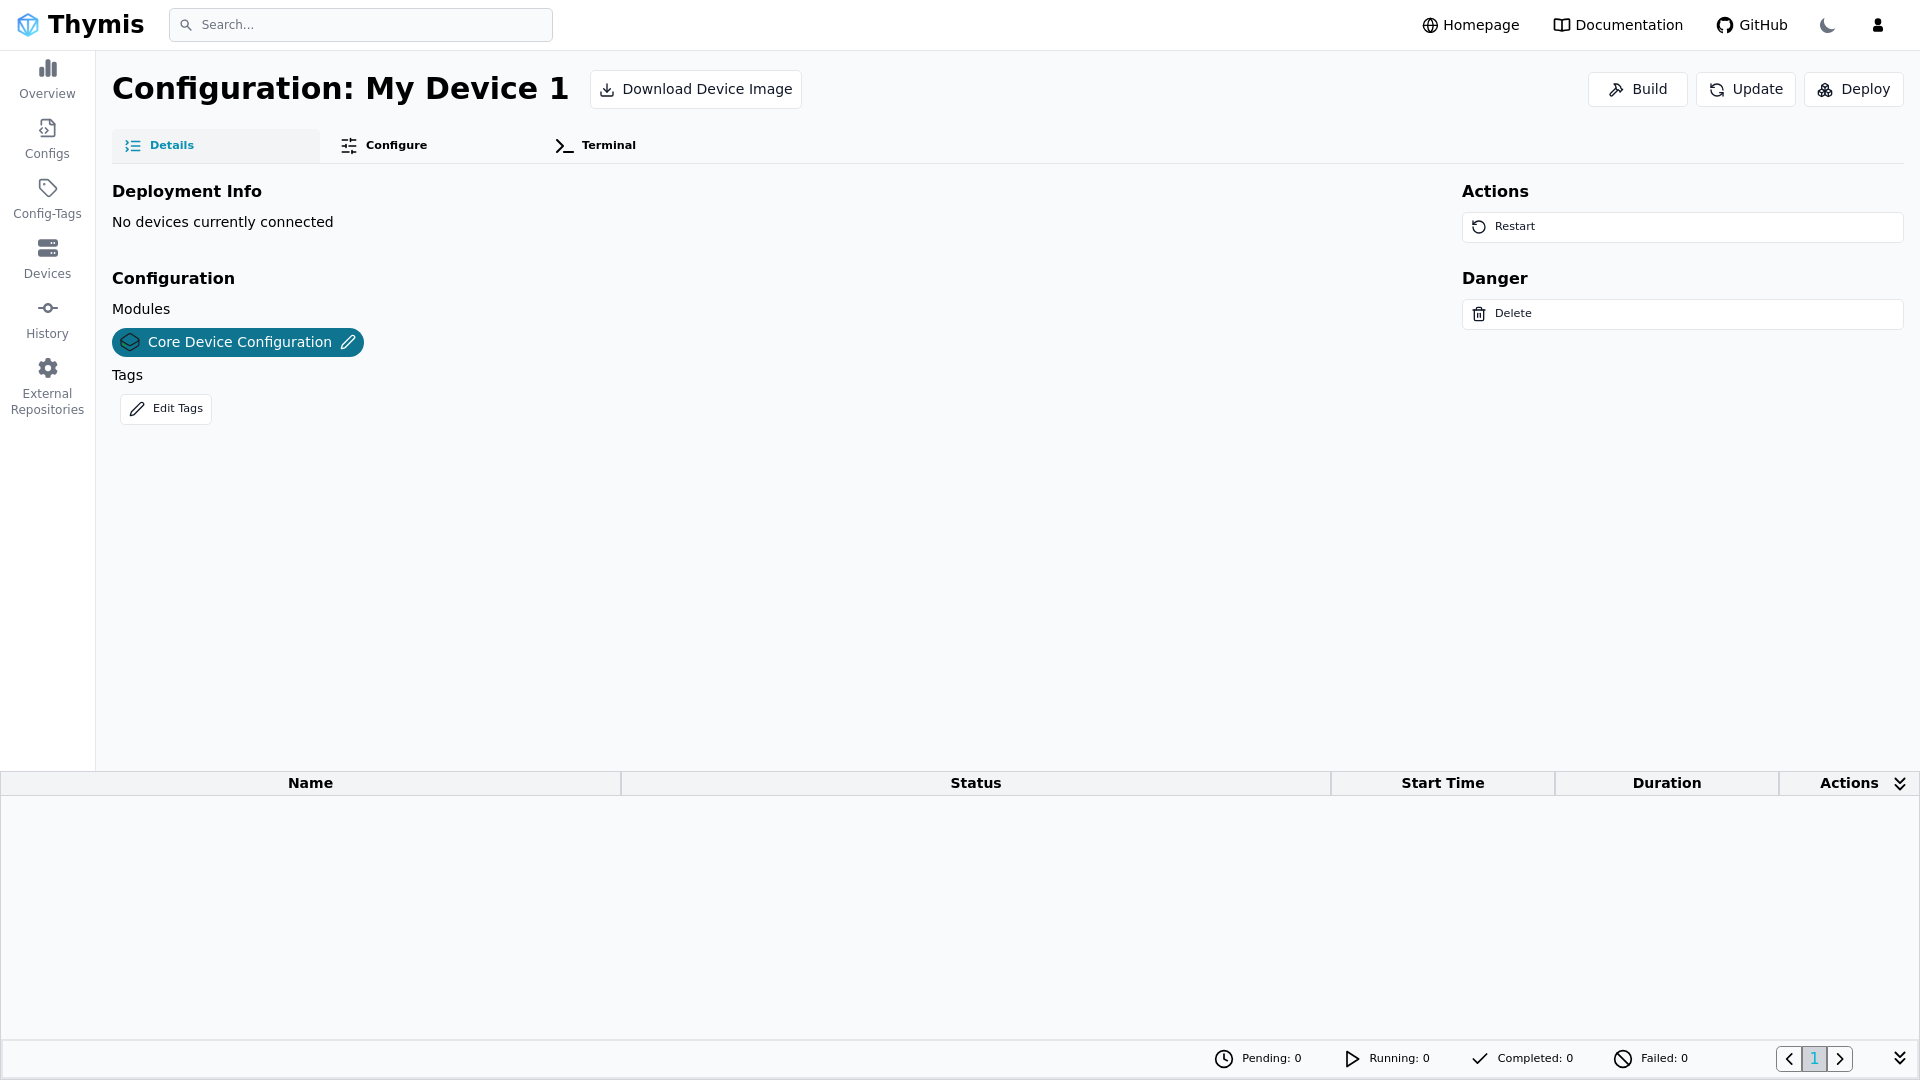 Thymis
Search...
Homepage
Documentation
GitHub
Overview
Configs
Config-Tags
Devices
History
External
Repositories
Configuration: My Device 1
Download Device Image
Build
Update
Deploy
Details
Configure
Terminal
Deployment Info
No devices currently connected
Configuration
Modules
Core Device Configuration
Tags
Edit Tags
Actions
Restart
Danger
Delete
Name
Status
Start Time
Duration
Actions
Pending: 0
Running: 0
Completed: 0
Failed: 0
1